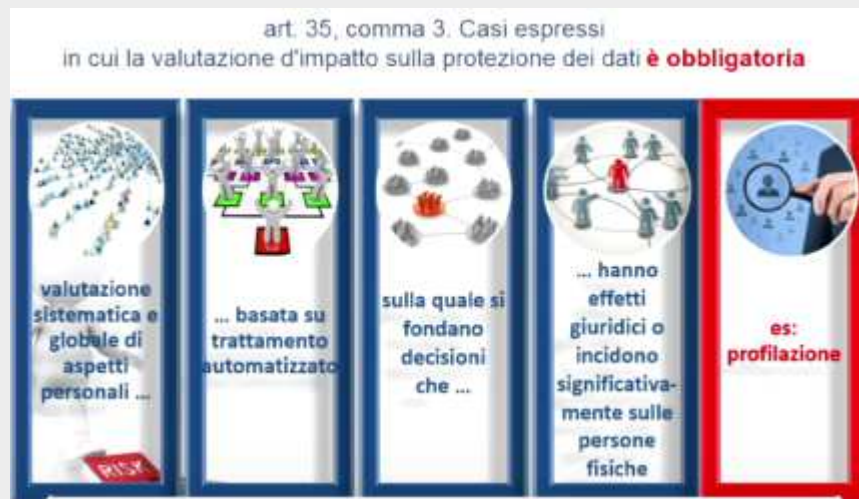 art. 35, comma 3. Casi espressi
in cui la valutazione d'impatto sulla protezione dei dati è obbligatoria
valutazione
sistematica e
globale di
aspetti
personali ...
... basata su
trattamento
automatizzato
sulla quale si
fondano
decisioni
che ...
... hanno
effetti
giuridici o
incidono
significativa-
mente sulle
persone
fisiche
es:
profilazione
RISK